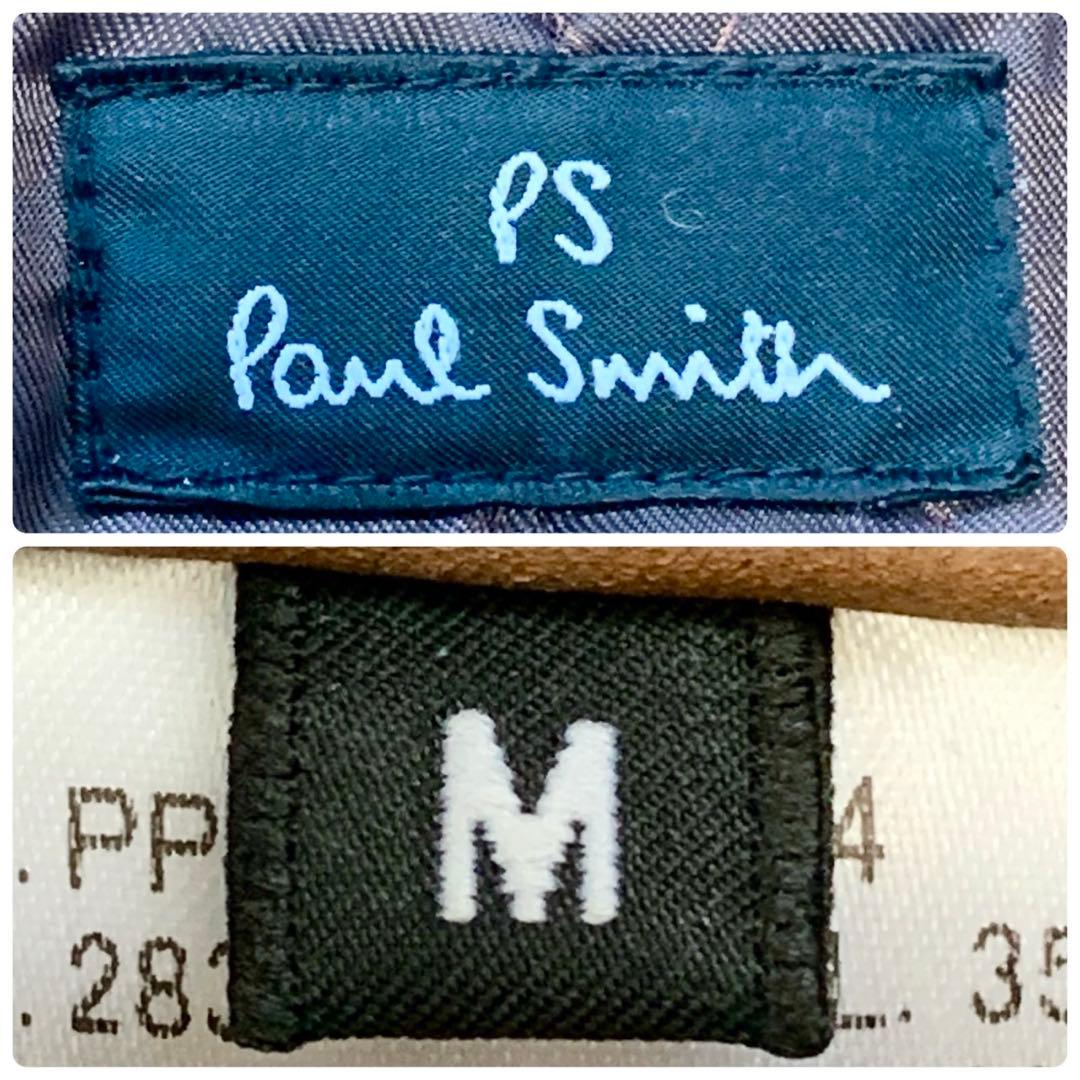 PS
Paul Smith
M
. PP 4
. 283 L. 35